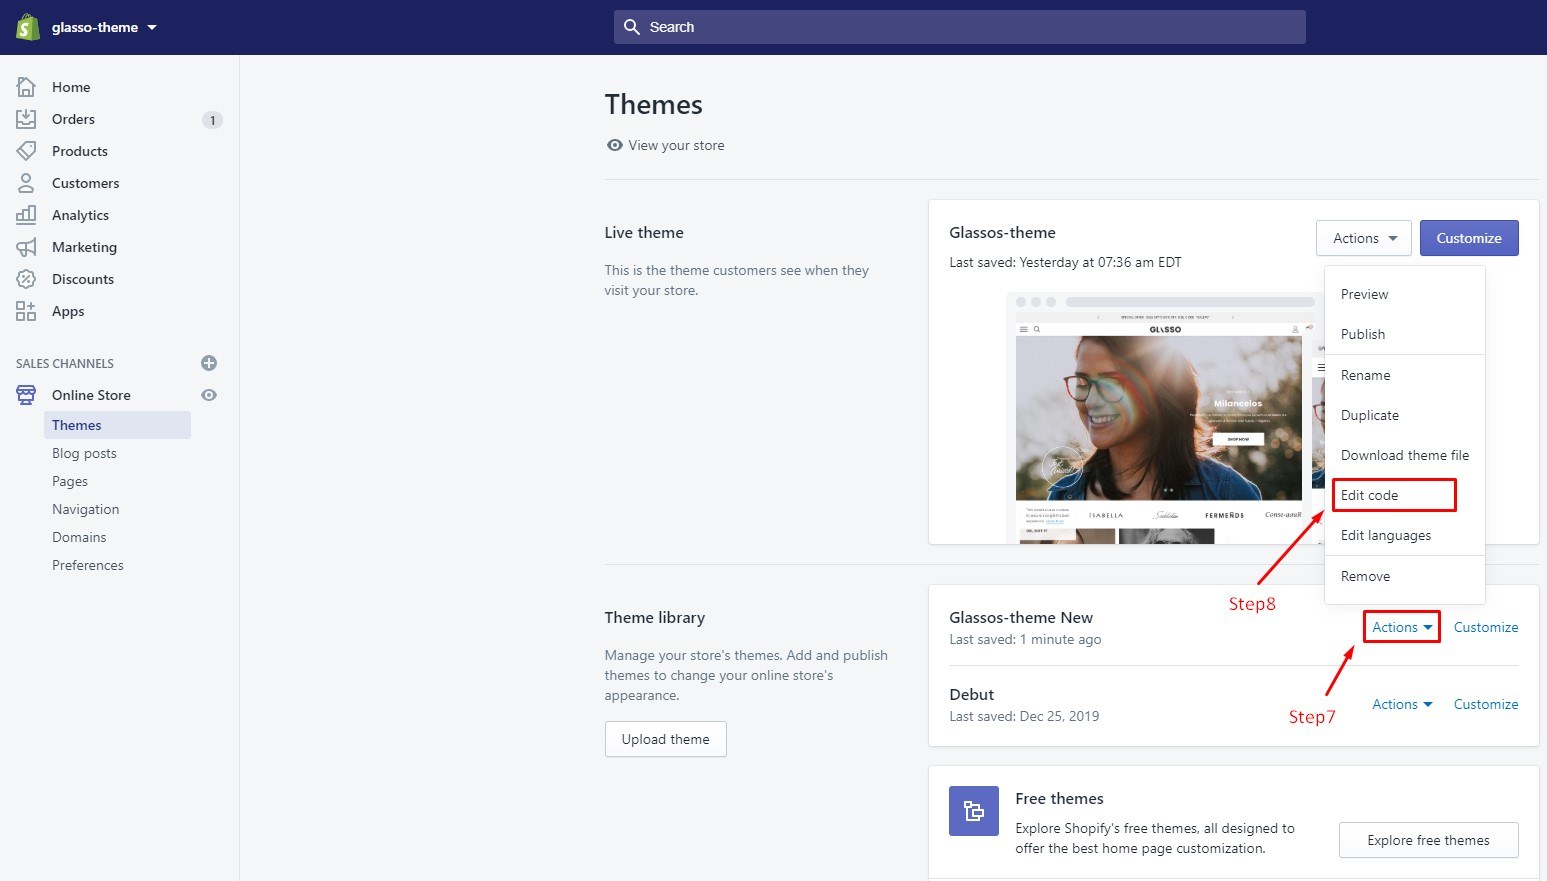 glasso-theme
Search
Home
Orders
1
Products
Customers
Analytics
Marketing
Discounts
Apps
SALES CHANNELS
Online Store
Themes
Blog posts
Pages
Navigation
Domains
Preferences
Themes
View your store
Live theme
This is the theme customers see when they
visit your store.
Glassos-theme
Last saved: Yesterday at 07:36 am EDT
Actions
Customize
GLASSO
Milancelos
SHOP NOW
ISABELLA
FERMENDS
Preview
Publish
Rename
Duplicate
Download theme file
Edit code
Edit languages
Remove
Step8
Theme library
Manage your store's themes. Add and publish
themes to change your online store's
appearance.
Upload theme
Glassos-theme New
Last saved: 1 minute ago
Actions
Customize
Step7
Debut
Last saved: Dec 25, 2019
Actions
Customize
Free themes
Explore Shopify's free themes, all designed to
offer the best home page customization.
Explore free themes